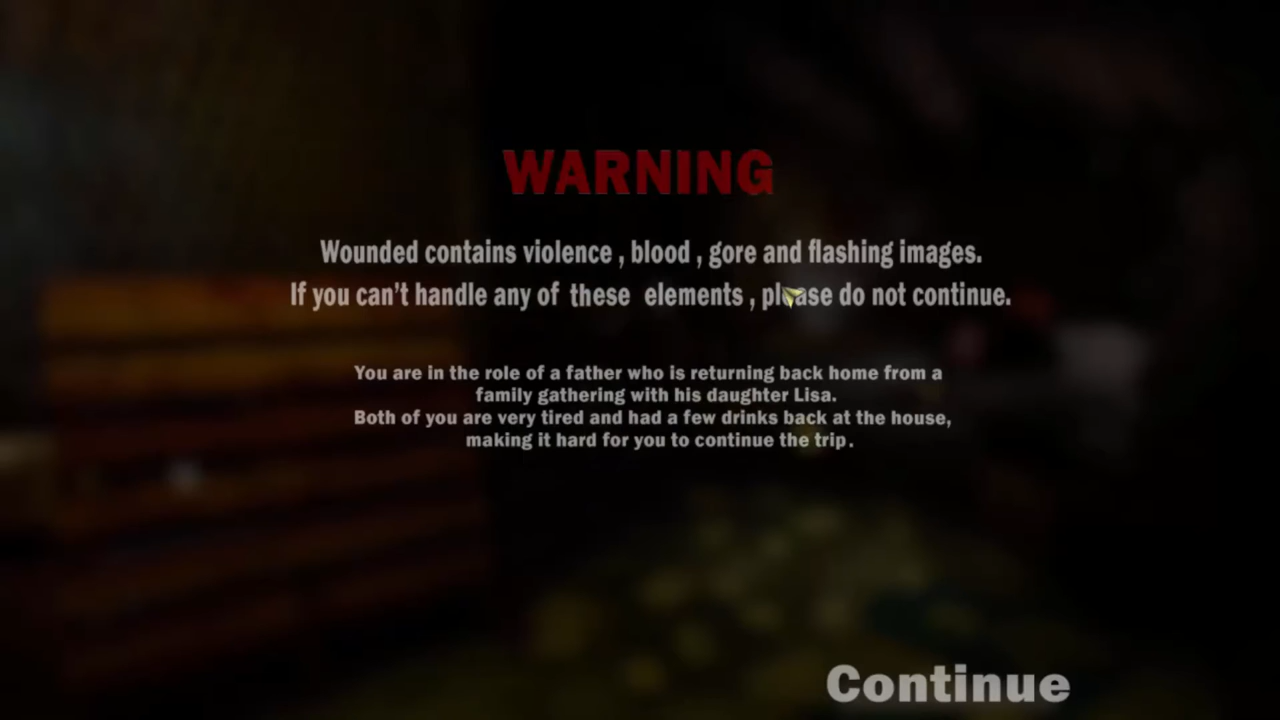 WARNING
Wounded contains violence , blood , gore and flashing images.
If you can't handle any of these elements , please do not continue.
You are in the role of a father who is returning back home from a
family gathering with his daughter Lisa.
Both of you are very tired and had a few drinks back at the house,
making it hard for you to continue the trip.
Continue